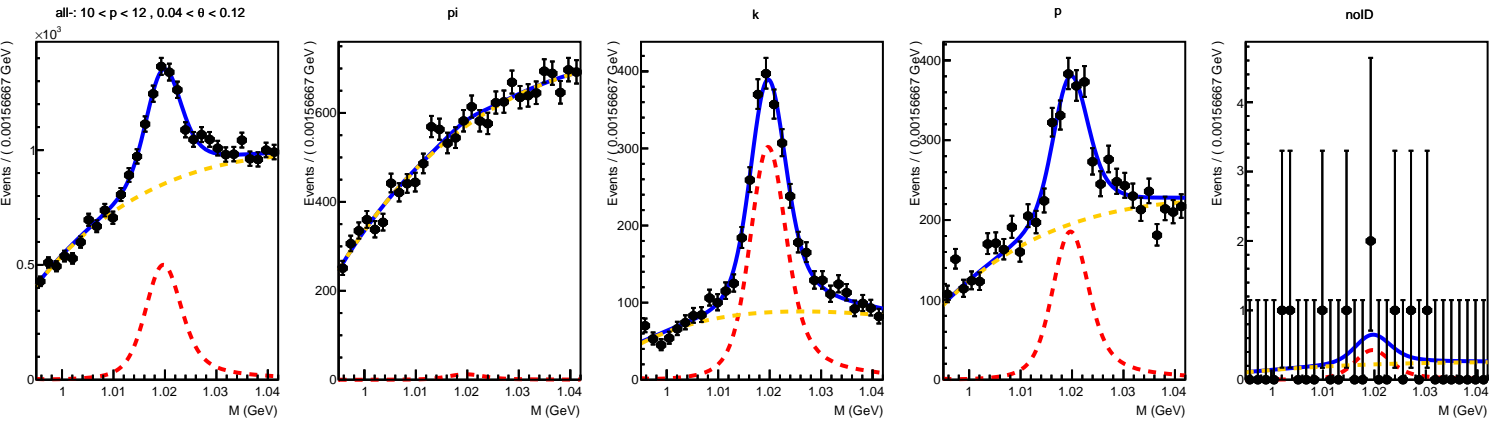 all-: 10 < p < 12 , 0.04 < θ < 0.12
×10³
Events / ( 0.00156667 GeV )
1
0.5
0
1 1.01 1.02 1.03 1.04
M (GeV)
pi
Events / ( 0.00156667 GeV )
600
400
200
0
1 1.01 1.02 1.03 1.04
M (GeV)
k
Events / ( 0.00156667 GeV )
400
300
200
100
0
1 1.01 1.02 1.03 1.04
M (GeV)
p
Events / ( 0.00156667 GeV )
400
300
200
100
0
1 1.01 1.02 1.03 1.04
M (GeV)
noID
Events / ( 0.00156667 GeV )
4
3
2
1
0
1 1.01 1.02 1.03 1.04
M (GeV)